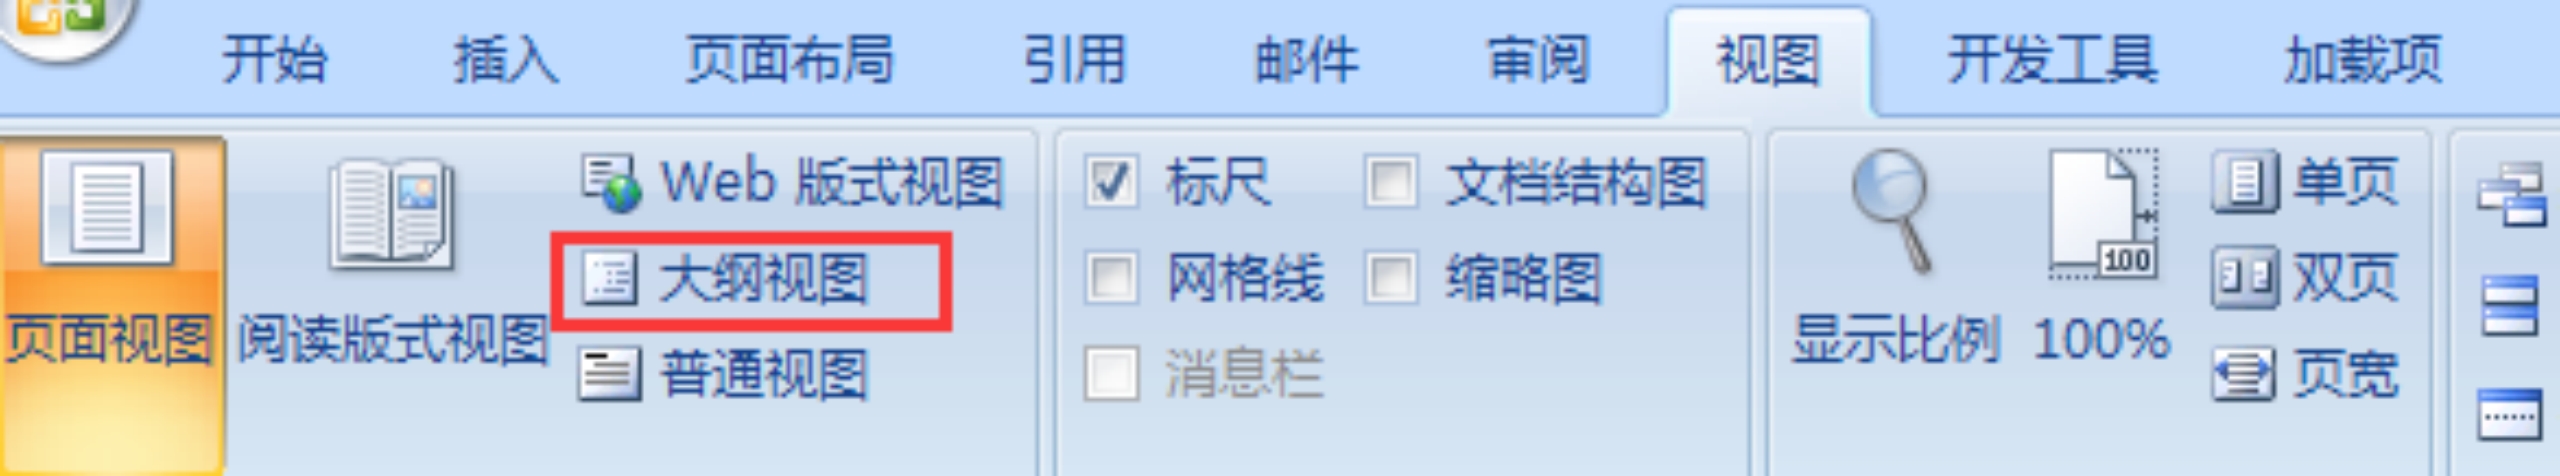 开始 插入 页面布局 引用 邮件 审阅 视图 开发工具 加载项
页面视图
阅读版式视图
Web 版式视图
大纲视图
普通视图
标尺
网格线
消息栏
文档结构图
缩略图
显示比例
100
100%
单页
双页
页宽